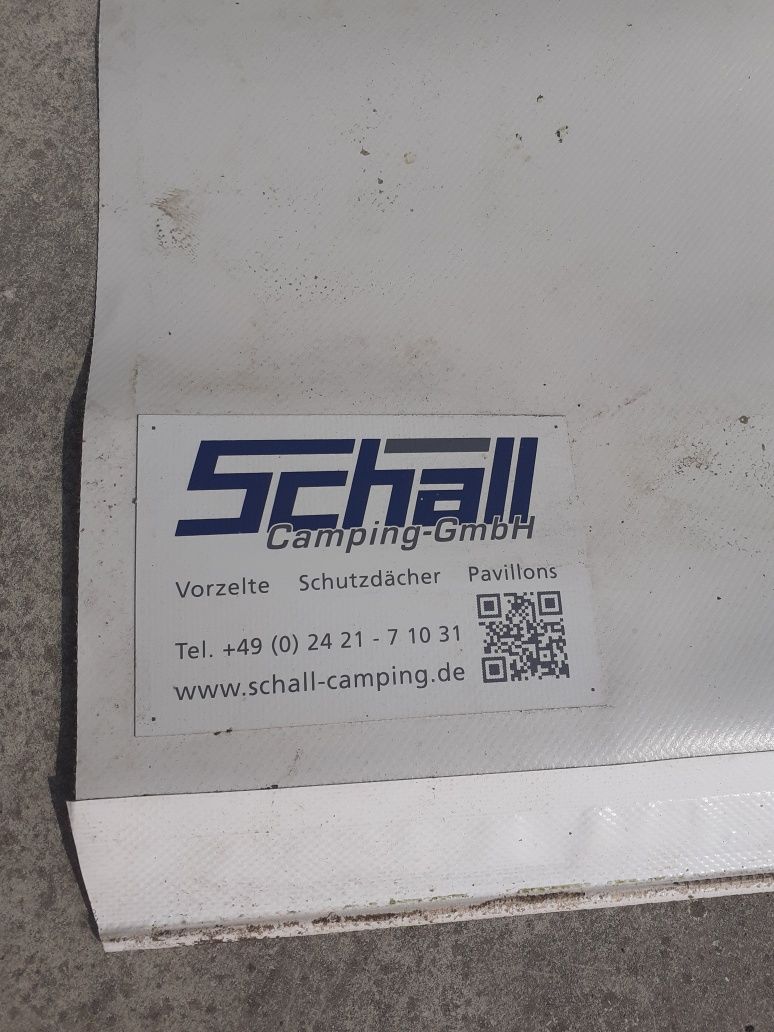 Schall
Camping-GmbH
Vorzelte Schutzdächer Pavillons
Tel. +49 (0) 24 21 - 7 10 31
www.schall-camping.de